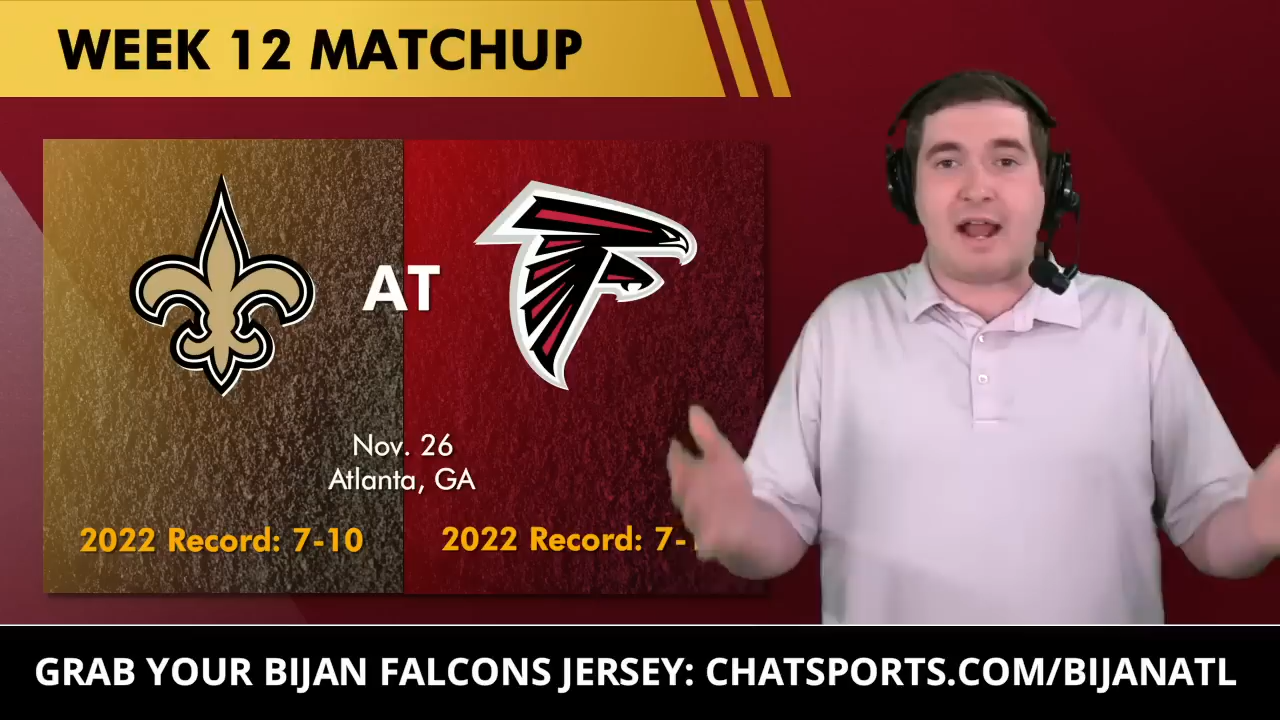 WEEK 12 MATCHUP
AT
Nov. 26
Atlanta, GA
2022 Record: 7-10
2022 Record:
GRAB YOUR BIJAN FALCONS JERSEY: CHATSPORTS.COM/BIJANATL